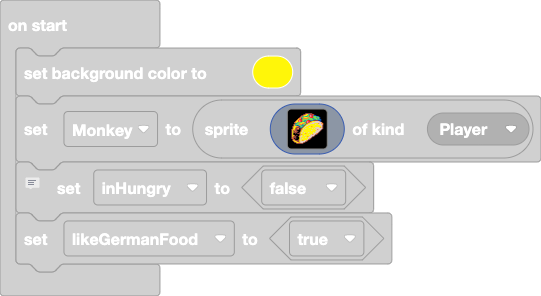 on start
set background color to
set Monkey to sprite of kind Player
set inHungry to false
set likeGermanFood to true